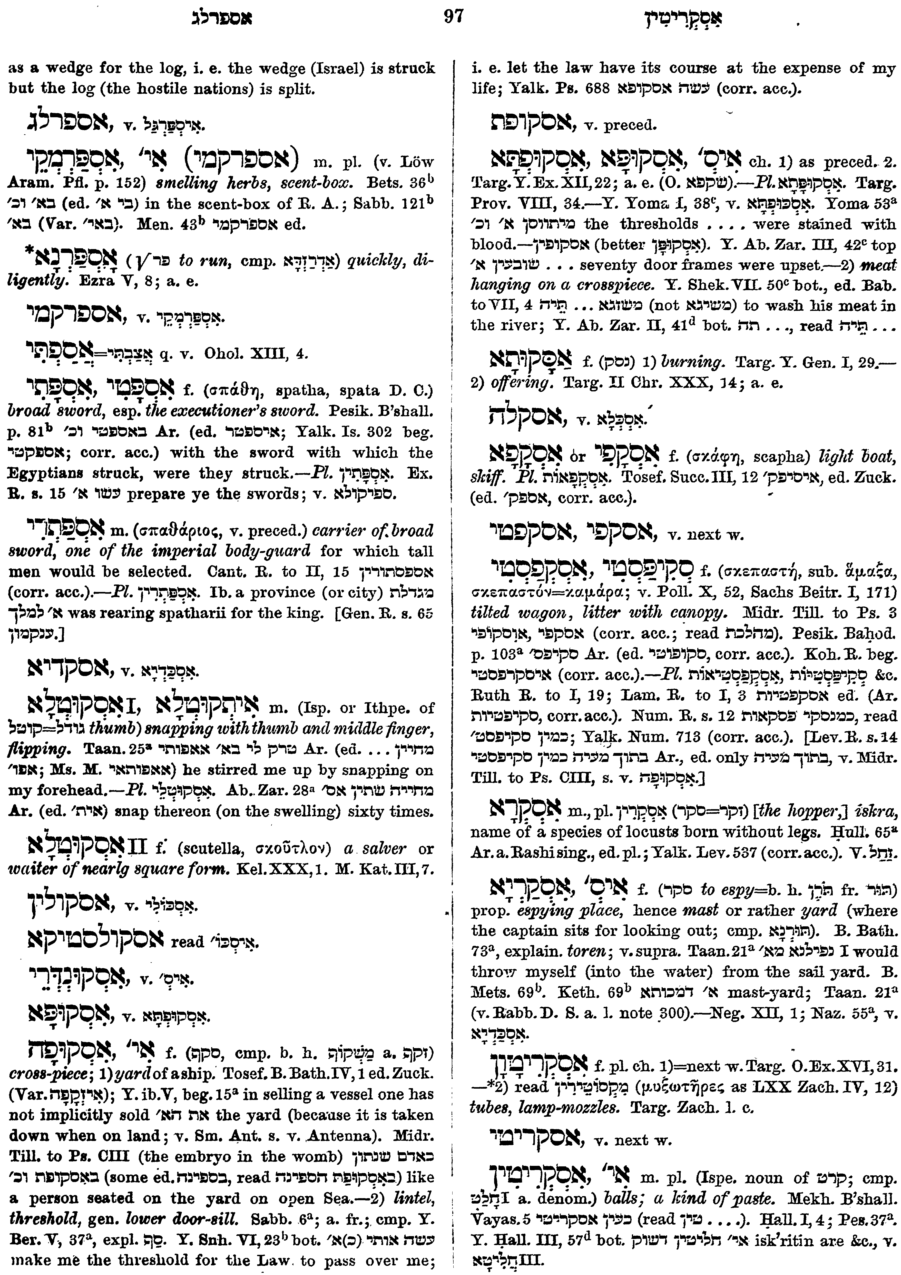 אספרלג 97 אַסְקְרִיטִין
as a wedge for the log, i. e. the wedge (Israel) is struck
but the log (the hostile nations) is split.
אספרלג, v. אִיסְפַּרְגֵּל.
אַסְפַּרְמְקֵי, אִי' (אספרקמי) m. pl. (v. Löw
Aram. Pfl. p. 152) smelling herbs, scent-box. Bets. 36b
בא' וכ' (ed. בי א') in the scent-box of R. A.; Sabb. 121b
בא' (Var. באי'). Men. 43b אספרקמי ed.
*אָסְפַּרְנָא (√פר to run, cmp. אַדְרַזְדָּא) quickly, di-
ligently. Ezra V, 8; a. e.
אספרקמי, v. אַסְפַּרְמְקֵי.
אֲסַפְתִּי=אֶצְבָּתִי q. v. Ohol. XIII, 4.
אִסְפָּתִי, אִסְפָּטִי f. (σπάθη, spatha, spata D. C.)
broad sword, esp. the executioner's sword. Pesik. B'shall.
p. 81b באספטי וכ' Ar. (ed. איספטר; Yalk. Is. 302 beg.
אספקטי; corr. acc.) with the sword with which the
Egyptians struck, were they struck.—Pl. אִסְפָּתִין. Ex.
R. s. 15 עשו א' prepare ye the swords; v. ספיקולא.
אִסְפָּתָרִי m. (σπαθάριος, v. preced.) carrier of broad
sword, one of the imperial body-guard for which tall
men would be selected. Cant. R. to II, 15 אספסתורין
(corr. acc.).—Pl. אִסְפָּתָרִין. Ib. a province (or city) מגדלת
א' למלך was rearing spatharii for the king. [Gen. R. s. 65
ענקמון.]
אסקדיא, v. אִסְכַּדְיָא.
אִסְקוּטְלָא I, אִיתְקוּטְלָא m. (Isp. or Ithpe. of
גודל=קוטל thumb) snapping with thumb and middle finger,
flipping. Taan. 25a טרק לי בא' אאפותי Ar. (ed. ... מחיין
אפו'; Ms. M. אאפותאי) he stirred me up by snapping on
my forehead.—Pl. אִסְקוּטְלֵי. Ab. Zar. 28a מחייה שתין אס'
Ar. (ed. אית') snap thereon (on the swelling) sixty times.
אִסְקוּטְלָא II f. (scutella, σκοῦτλον) a salver or
waiter of nearly square form. Kel. XXX, 1. M. Kat. III, 7.
אסקולין, v. אִסְכּוֹלֵי.
אסקולסטיקא read אִיסְכּוֹ'.
אִסְקוּנְדְּרֵי, v. אִיסְ'.
אִסְקוּפָּא, v. אִסְקוּפְּתָּא.
אִסְקוּפָּה, אִי' f. (סקף, cmp. b. h. מַשְׁקוֹף a. זקף)
cross-piece; 1) yard of a ship. Tosef. B. Bath. IV, 1 ed. Zuck.
(Var. אִיזְקְפָה); Y. ib. V, beg. 15a in selling a vessel one has
not implicitly sold את הא' the yard (because it is taken
down when on land; v. Sm. Ant. s. v. Antenna). Midr.
Till. to Ps. CIII (the embryo in the womb) כאדם שנתון
באסקופת וכ' (some ed. בספינה, read באסקופת הספינה) like
a person seated on the yard on open Sea.—2) lintel,
threshold, gen. lower door-sill. Sabb. 6a; a. fr.; cmp. Y.
Ber. V, 37a, expl. סַף. Y. Snh. VI, 23b bot. עשה אותי (כ)א'
make me the threshold for the Law to pass over me;
i. e. let the law have its course at the expense of my
life; Yalk. Ps. 688 עשה אסקופא (corr. acc.).
אסקופת, v. preced.
אִסְקוּפְּתָּא, אִסְקוּפָּא, אִיסְ' ch. 1) as preced. 2.
Targ. Y. Ex. XII, 22; a. e. (O. שקפא).—Pl. אִסְקוּפָּתָא. Targ.
Prov. VIII, 34.—Y. Yoma I, 38c, v. אִסְכּוּפְתָא. Yoma 53a
מיתווסן א' וכ' the thresholds .... were stained with
blood.—אסקופין (better אִסְקוּפָן). Y. Ab. Zar. III, 42c top
שובעין א' ... seventy door frames were upset.—2) meat
hanging on a crosspiece. Y. Shek. VII. 50c bot., ed. Bab.
to VII, 4 תיה ... משזגא (not משריגא) to wash his meat in
the river; Y. Ab. Zar. II, 41d bot. תה ..., read תיה ...
אַסָּקוּתָא f. (נסק) 1) burning. Targ. Y. Gen. I, 29.—
2) offering. Targ. II Chr. XXX, 14; a. e.
אסקלה, v. אִסְכְּלָא.
אִסְקָפָא or אִסְקָפִי f. (σκάφη, scapha) light boat,
skiff. Pl. אִסְקָפָאוֹת. Tosef. Succ. III, 12 איסיפק', ed. Zuck.
(ed. אספק', corr. acc.).
אסקפי, אסקפטי, v. next w.
אִסְקְפַּסְטִי, סְקִיפַּסְטִי f. (σκεπαστή, sub. ἅμαξα,
σκεπαστόν=καμάρα; v. Poll. X, 52, Sachs Beitr. I, 171)
tilted wagon, litter with canopy. Midr. Till. to Ps. 3
אסקפי, אוסקופי (corr. acc.; read מהלכת). Pesik. Bahod.
p. 103a סקיפס' Ar. (ed. סקופוטי, corr. acc.). Koh. R. beg.
איסקריפסטי (corr. acc.).—Pl. סְקִיפַּסְטִיּוֹת, אִסְקְפַּסְטִיאוֹת &c.
Ruth R. to I, 19; Lam. R. to I, 3 אסקפטיות ed. (Ar.
סקיפטיות, corr. acc.). Num. R. s. 12 כמנסקי פסקאות, read
כמין סקיפסט'; Yalk. Num. 713 (corr. acc.). [Lev. R. s. 14
בתוך מעיה כמין סקיפסטי Ar., ed. only בתוך מעיה, v. Midr.
Till. to Ps. CIII, s. v. אִסְקוּפָּה.]
אִסְקְרָא m., pl. אִסְקְרִין (זקר=סקר) [the hopper,] iskra,
name of a species of locusts born without legs. Ḥull. 65a
Ar. a. Rashi sing., ed. pl.; Yalk. Lev. 537 (corr. acc.). V. זחל.
אִסְקַרְיָא, אִיסְ' f. (סקר to espy=b. h. תֹּרֶן fr. תור)
prop. espying place, hence mast or rather yard (where
the captain sits for looking out; cmp. תּוּרְנָא). B. Bath.
73a, explain. toren; v. supra. Taan. 21a נפילנא מא' I would
throw myself (into the water) from the sail yard. B.
Mets. 69b. Keth. 69b א' דמכותא mast-yard; Taan. 21a
(v. Rabb. D. S. a. l. note 300).—Neg. XII, 1; Naz. 55a, v.
אִסְכַּדְיָא.
אִסְקְרִיטָוָן f. pl. ch. 1)=next w. Targ. O. Ex. XVI, 31.
—*2) read מַקְסוֹטֵירִין (μυξωτῆρες as LXX Zach. IV, 12)
tubes, lamp-mozzles. Targ. Zach. l. c.
אסקריטי, v. next w.
אִסְקְרִיטִין, אִי' m. pl. (Ispe. noun of קרט; cmp.
חֲלַט I a. denom.) balls; a kind of paste. Mekh. B'shall.
Vayas. 5 כעין אסקריטי (read טין ....). Ḥall. I, 4; Pes. 37a.
Y. Ḥall. III, 57d bot. אי' חליטין דשוק isk'ritin are &c., v.
חֲלִיטָא III.